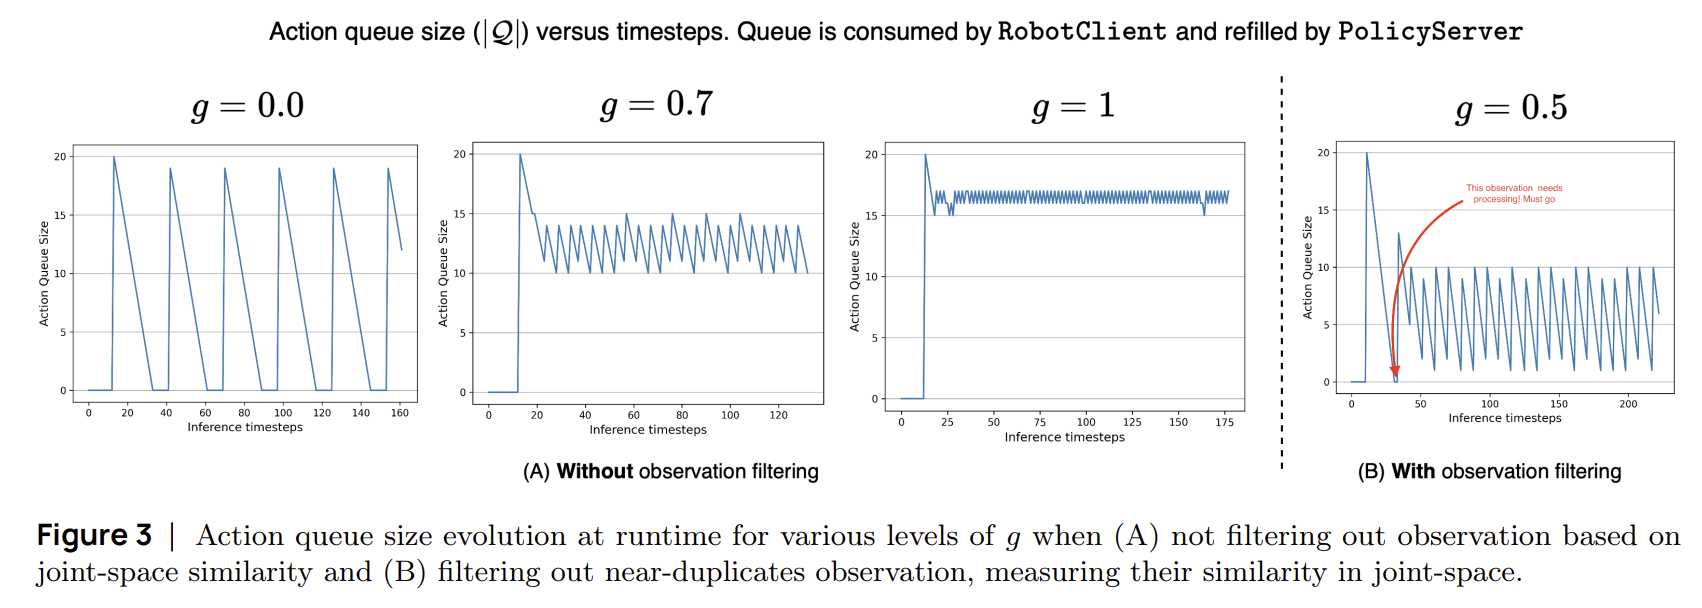 Action queue size (|𝒬|) versus timesteps. Queue is consumed by RobotClient and refilled by PolicyServer
g = 0.0
20
15
10
5
0
Action Queue Size
0 20 40 60 80 100 120 140 160
Inference timesteps
g = 0.7
20
15
10
5
0
Action Queue Size
0 20 40 60 80 100 120
Inference timesteps
g = 1
20
15
10
5
0
Action Queue Size
0 25 50 75 100 125 150 175
Inference timesteps
(A) Without observation filtering
g = 0.5
20
15
10
5
0
Action Queue Size
This observation needs
processing! Must go
0 50 100 150 200
Inference timesteps
(B) With observation filtering
Figure 3 | Action queue size evolution at runtime for various levels of g when (A) not filtering out observation based on
joint-space similarity and (B) filtering out near-duplicates observation, measuring their similarity in joint-space.